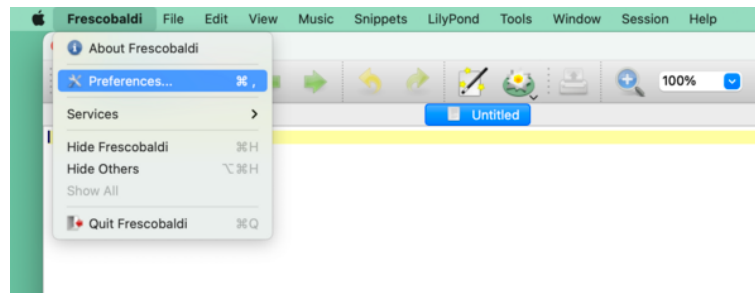 Frescobaldi File Edit View Music Snippets LilyPond Tools Window Session Help
About Frescobaldi
Preferences... ⌘ ,
100%
Services >
Untitled
Hide Frescobaldi ⌘H
Hide Others ⌥⌘H
Show All
Quit Frescobaldi ⌘Q